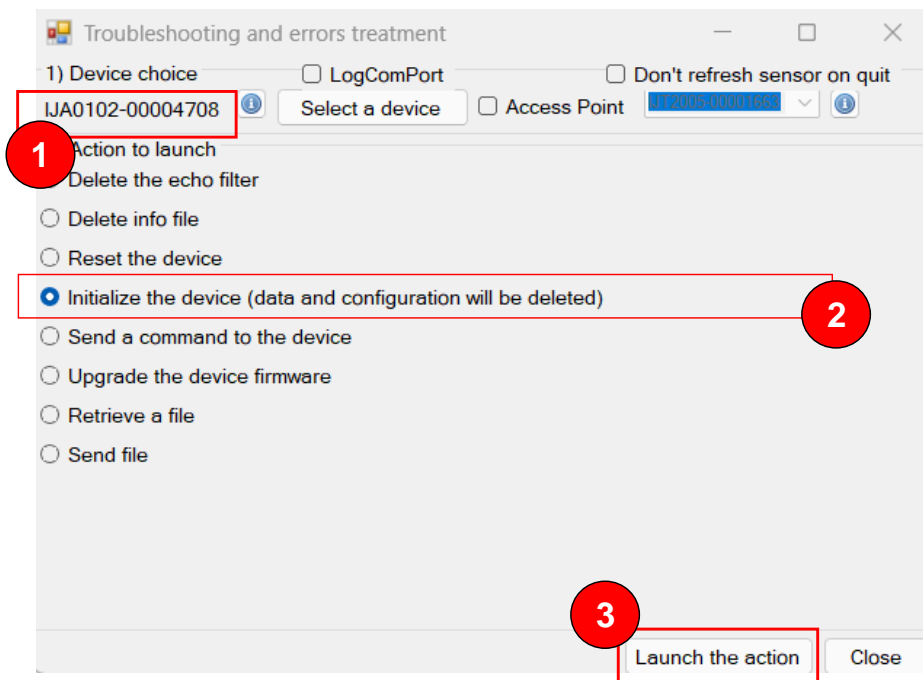 Troubleshooting and errors treatment
1) Device choice LogComPort Don't refresh sensor on quit
IJA0102-00004708 Select a device Access Point IJT2005-00001663
1 Action to launch
Delete the echo filter
Delete info file
Reset the device
Initialize the device (data and configuration will be deleted)
2
Send a command to the device
Upgrade the device firmware
Retrieve a file
Send file
3
Launch the action Close